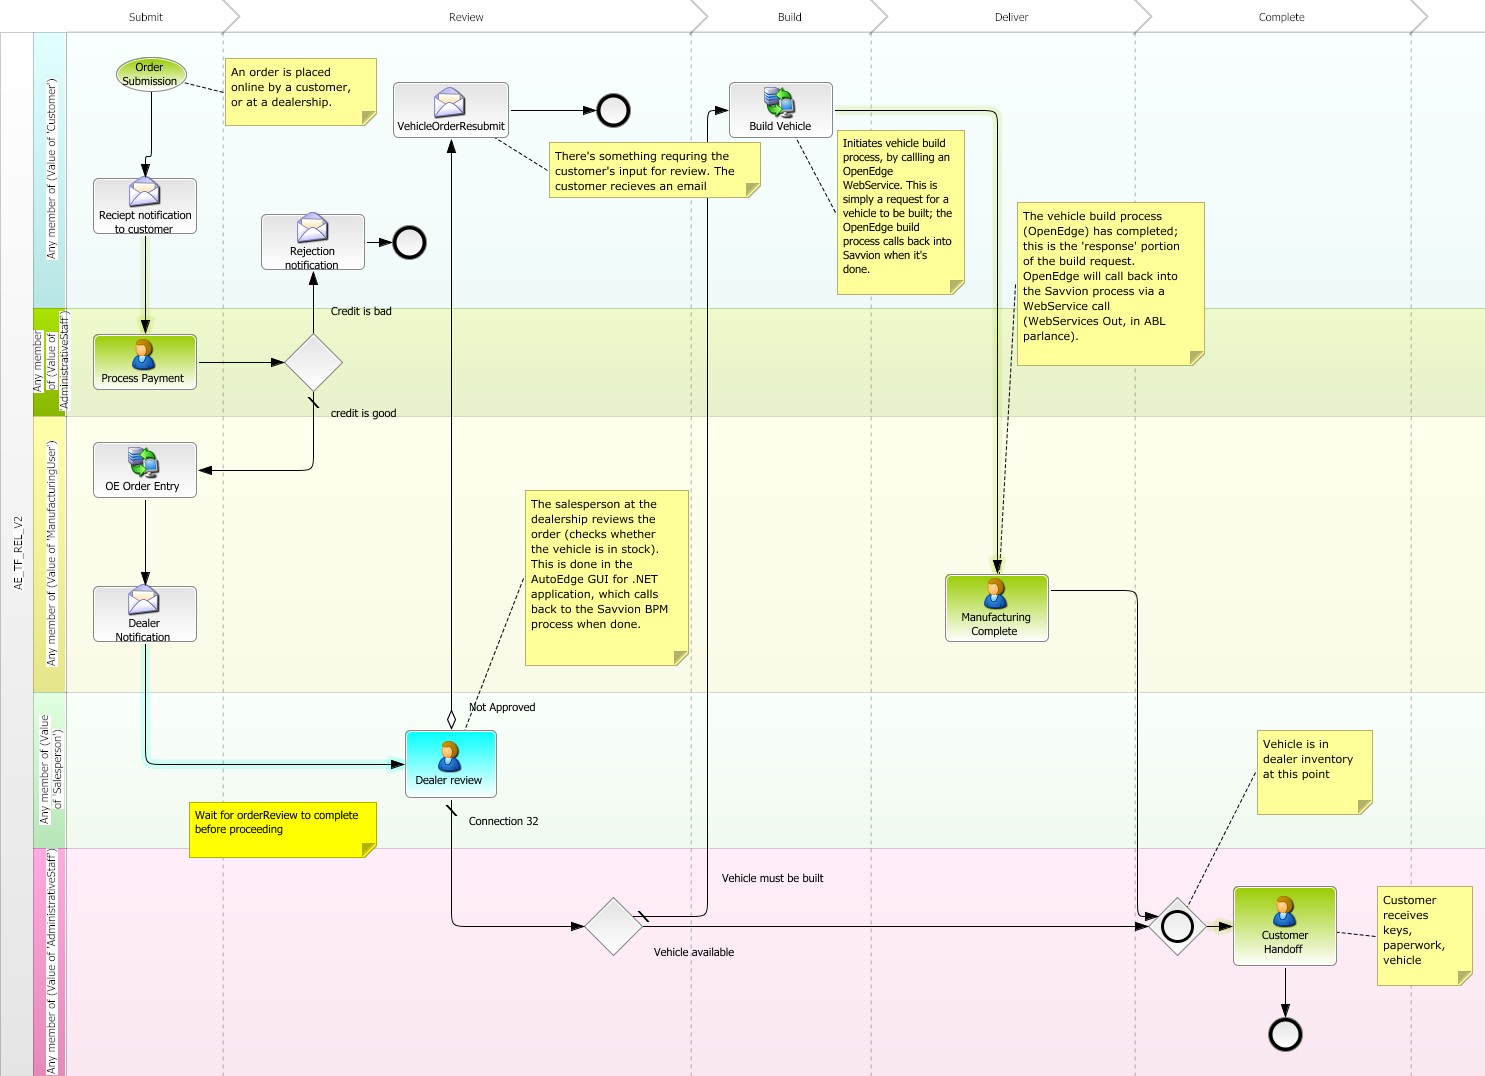 Submit
Review
Build
Deliver
Complete
AE_TF_REL_V2
Any member of (Value of 'Customer')
Order
Submission
An order is placed
online by a customer,
or at a dealership.
VehicleOrderResubmit
There's something requring the
customer's input for review. The
customer recieves an email
Build Vehicle
Initiates vehicle build
process, by callling an
OpenEdge
WebService. This is
simply a request for a
vehicle to be built; the
OpenEdge build
process calls back into
Savvion when it's
done.
Reciept notification
to customer
Rejection
notification
The vehicle build process
(OpenEdge) has completed;
this is the 'response' portion
of the build request.
OpenEdge will call back into
the Savvion process via a
WebService call
(WebServices Out, in ABL
parlance).
Any member
of (Value of
'AdministrativeStaff')
Credit is bad
Process Payment
credit is good
Any member of (Value of 'ManufacturingUser')
OE Order Entry
Dealer
Notification
The salesperson at the
dealership reviews the
order (checks whether
the vehicle is in stock).
This is done in the
AutoEdge GUI for .NET
application, which calls
back to the Savvion BPM
process when done.
Manufacturing
Complete
Any member of (Value
of 'Salesperson')
Not Approved
Dealer review
Connection 32
Wait for orderReview to complete
before proceeding
Vehicle is in
dealer inventory
at this point
Any member of (Value of 'AdministrativeStaff')
Vehicle must be built
Vehicle available
Customer
Handoff
Customer
receives
keys,
paperwork,
vehicle